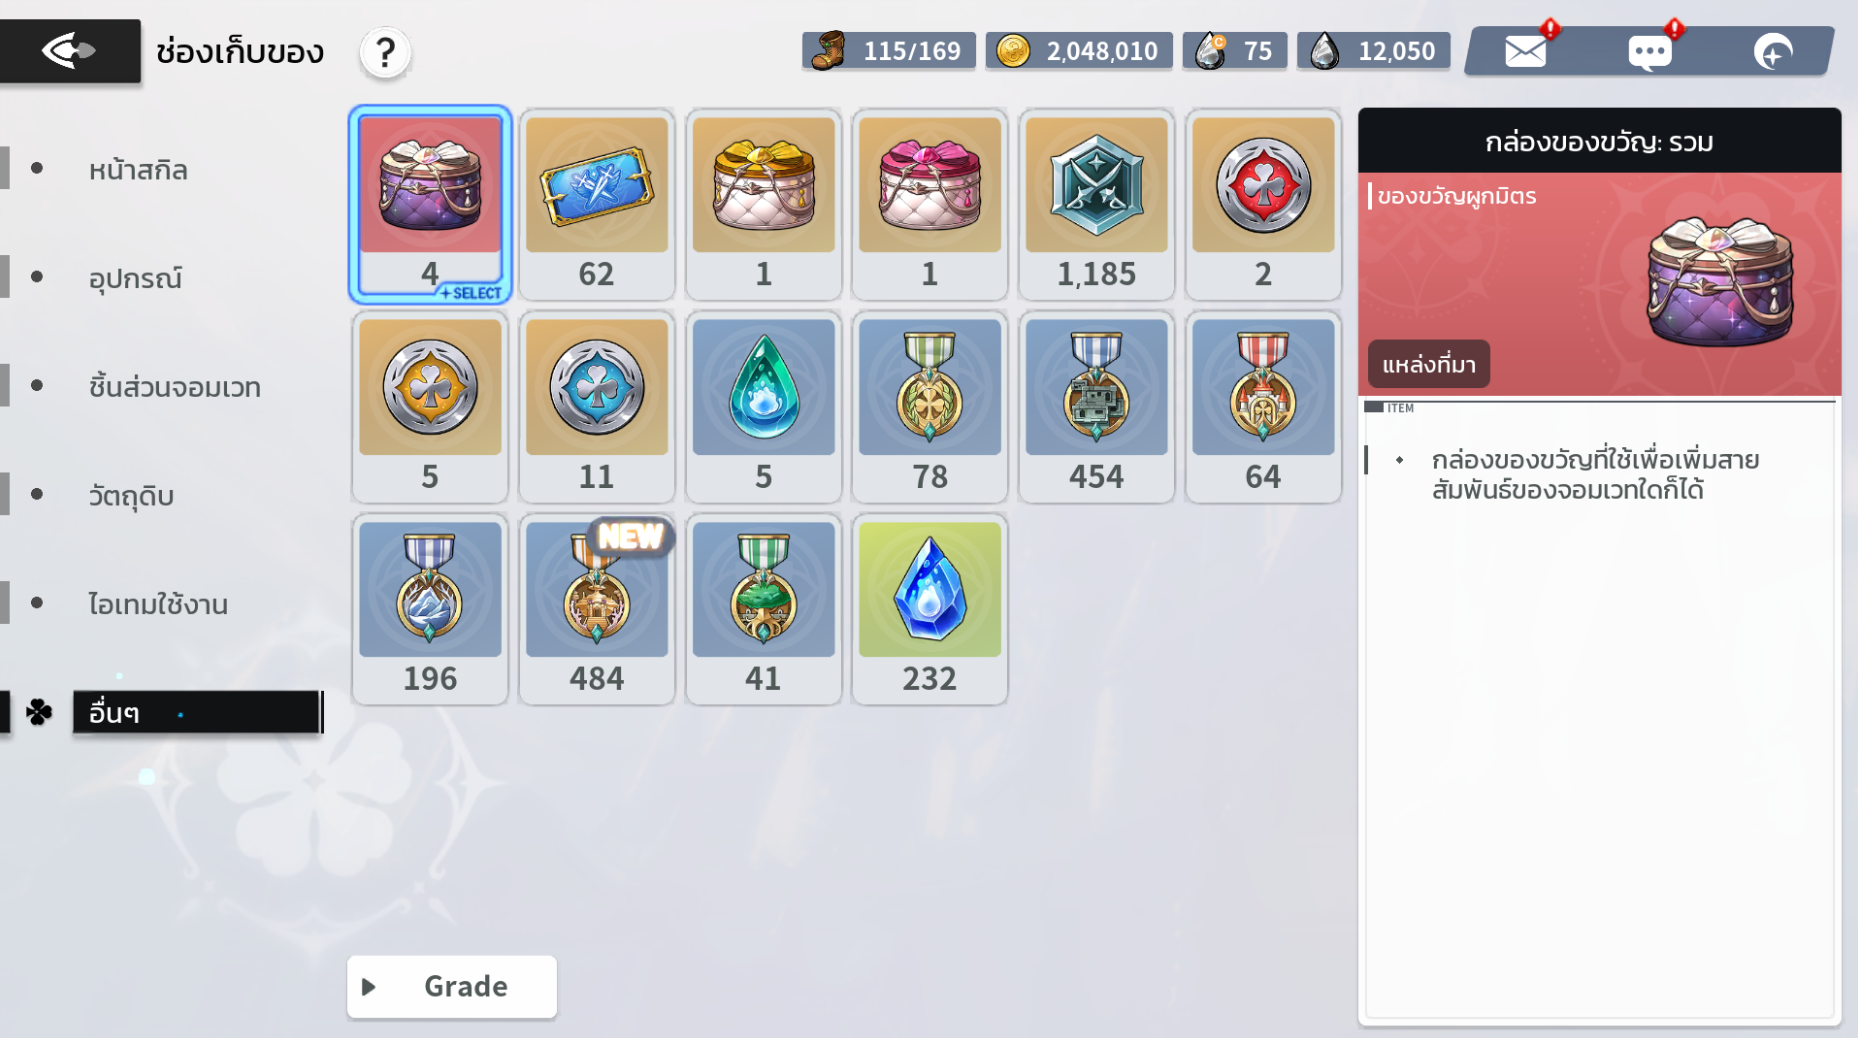 ช่องเก็บของ
?
115/169
2,048,010
75
12,050
หน้าสกิล
อุปกรณ์
ชิ้นส่วนจอมเวท
วัตถุดิบ
ไอเทมใช้งาน
อื่นๆ
4
SELECT
62
1
1
1,185
2
5
11
5
78
454
64
NEW
196
484
41
232
Grade
กล่องของขวัญ: รวม
ของขวัญผูกมิตร
แหล่งที่มา
ITEM
กล่องของขวัญที่ใช้เพื่อเพิ่มสาย
สัมพันธ์ของจอมเวทใดก็ได้